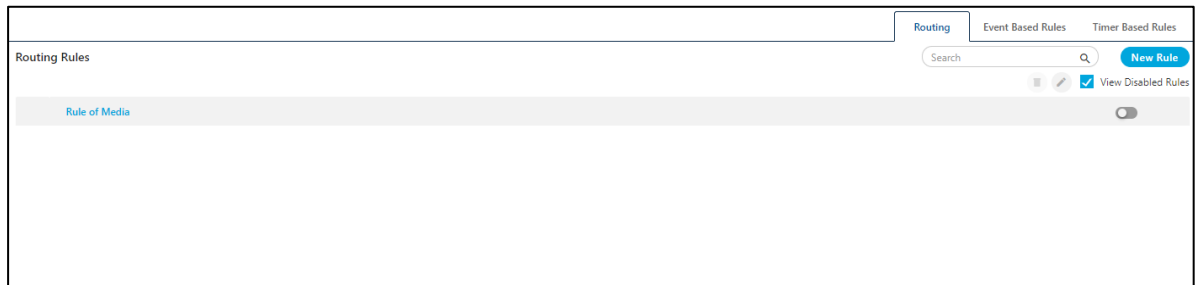 Routing Event Based Rules Timer Based Rules
Routing Rules Search New Rule
View Disabled Rules
Rule of Media